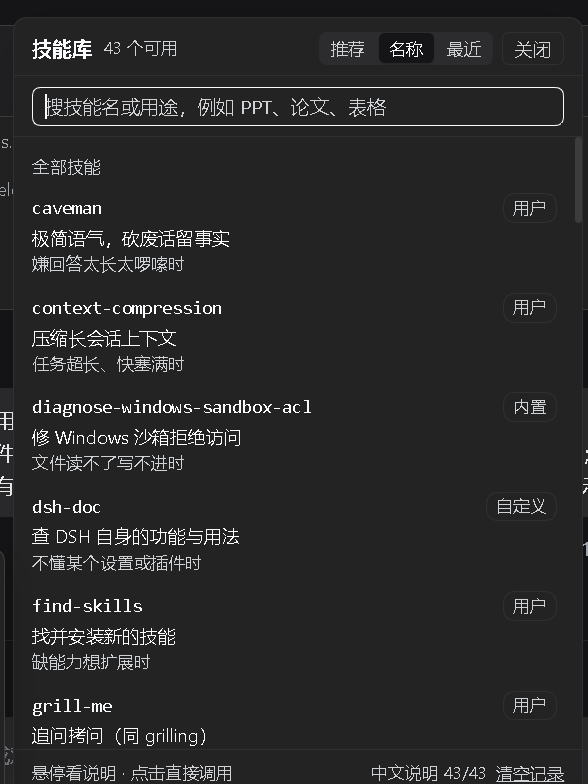 技能库 43 个可用 推荐 名称 最近 关闭
搜技能名或用途，例如 PPT、论文、表格
全部技能
caveman 用户
极简语气，砍废话留事实
嫌回答太长太啰嗦时
context-compression 用户
压缩长会话上下文
任务超长、快塞满时
diagnose-windows-sandbox-acl 内置
修 Windows 沙箱拒绝访问
文件读不了写不进时
dsh-doc 自定义
查 DSH 自身的功能与用法
不懂某个设置或插件时
find-skills 用户
找并安装新的技能
缺能力想扩展时
grill-me 用户
追问拷问（同 grilling）
悬停看说明 · 点击直接调用 中文说明 43/43 清空记录